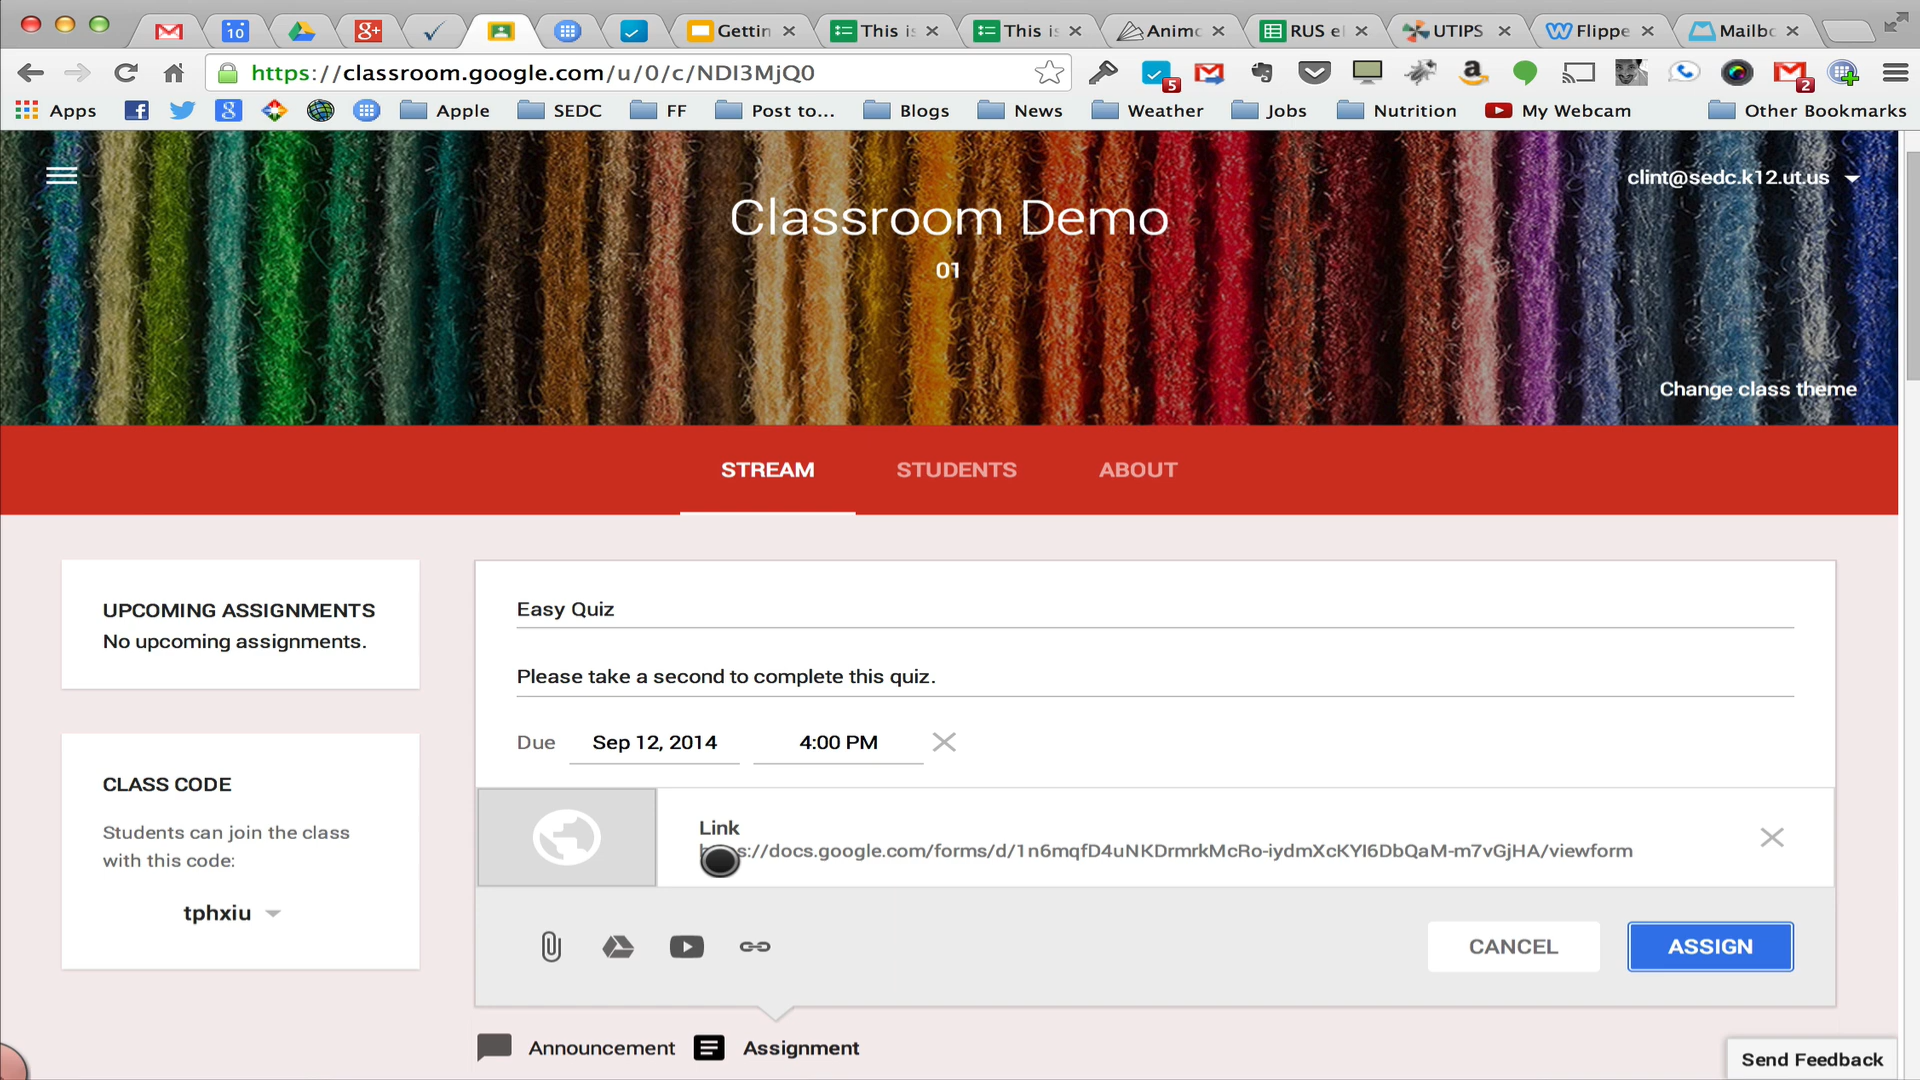 10
Gettin
This is
This is
Animo
RUS e
UTIPS
Flippe
Mailbo
https://classroom.google.com/u/0/c/NDI3MjQ0
5
2
Apps
Apple
SEDC
FF
Post to...
Blogs
News
Weather
Jobs
Nutrition
My Webcam
Other Bookmarks
clint@sedc.k12.ut.us
Classroom Demo
01
Change class theme
STREAM
STUDENTS
ABOUT
UPCOMING ASSIGNMENTS
No upcoming assignments.
CLASS CODE
Students can join the class
with this code:
tphxiu
Easy Quiz
Please take a second to complete this quiz.
Due Sep 12, 2014 4:00 PM
Link
s://docs.google.com/forms/d/1n6mqfD4uNKDrmrkMcRo-iydmXcKYI6DbQaM-m7vGjHA/viewform
CANCEL
ASSIGN
Announcement
Assignment
Send Feedback